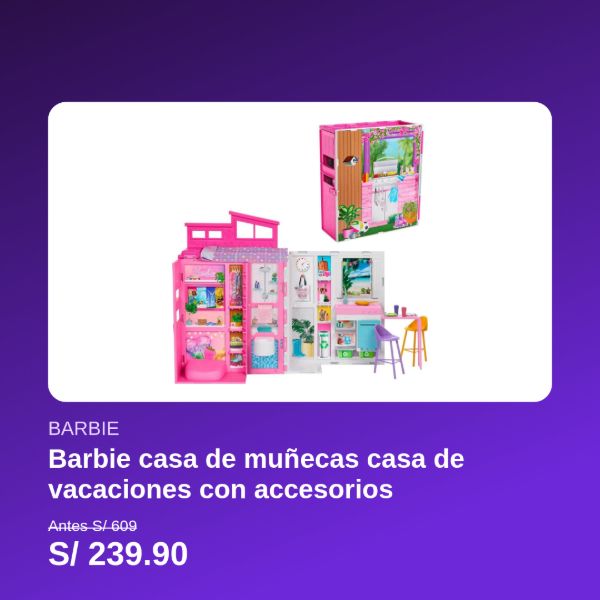 BARBIE
Barbie casa de muñecas casa de
vacaciones con accesorios
Antes S/ 609
S/ 239.90